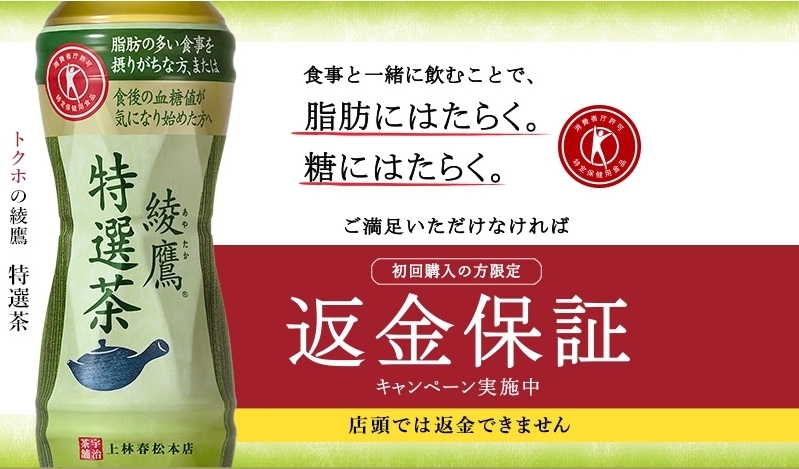 トクホの綾鷹 特選茶
脂肪の多い食事を
摂りがちな方、または
食後の血糖値が
気になり始めた方へ
消費者庁許可
特定保健用食品
綾鷹®
あやたか
特選茶
宇治
茶舗
上林春松本店
食事と一緒に飲むことで、
脂肪にはたらく。
糖にはたらく。
消費者庁許可
特定保健用食品
ご満足いただけなければ
初回購入の方限定
返金保証
キャンペーン実施中
店頭では返金できません